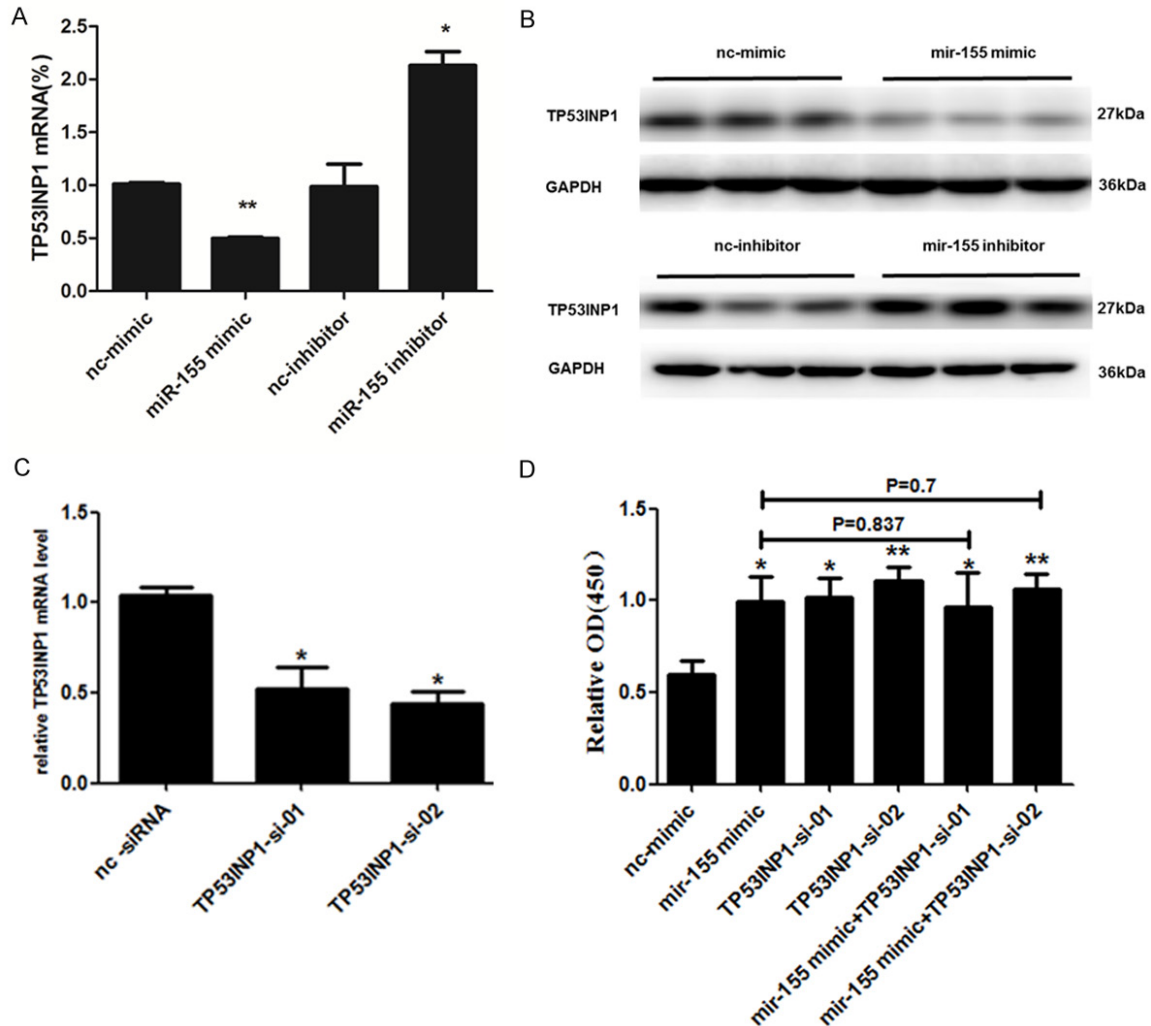 A
TP53INP1 mRNA(%)
2.5
2.0
1.5
1.0
0.5
0.0
**
*
nc-mimic
miR-155 mimic
nc-inhibitor
miR-155 inhibitor
B
nc-mimic mir-155 mimic
TP53INP1 27kDa
GAPDH 36kDa
nc-inhibitor mir-155 inhibitor
TP53INP1 27kDa
GAPDH 36kDa
C
relative TP53INP1 mRNA level
1.5
1.0
0.5
0.0
*
*
nc -siRNA
TP53INP1-si-01
TP53INP1-si-02
D
Relative OD(450)
1.5
1.0
0.5
0.0
P=0.7
P=0.837
*
*
**
*
**
nc-mimic
mir-155 mimic
TP53INP1-si-01
TP53INP1-si-02
mir-155 mimic+TP53INP1-si-01
mir-155 mimic+TP53INP1-si-02